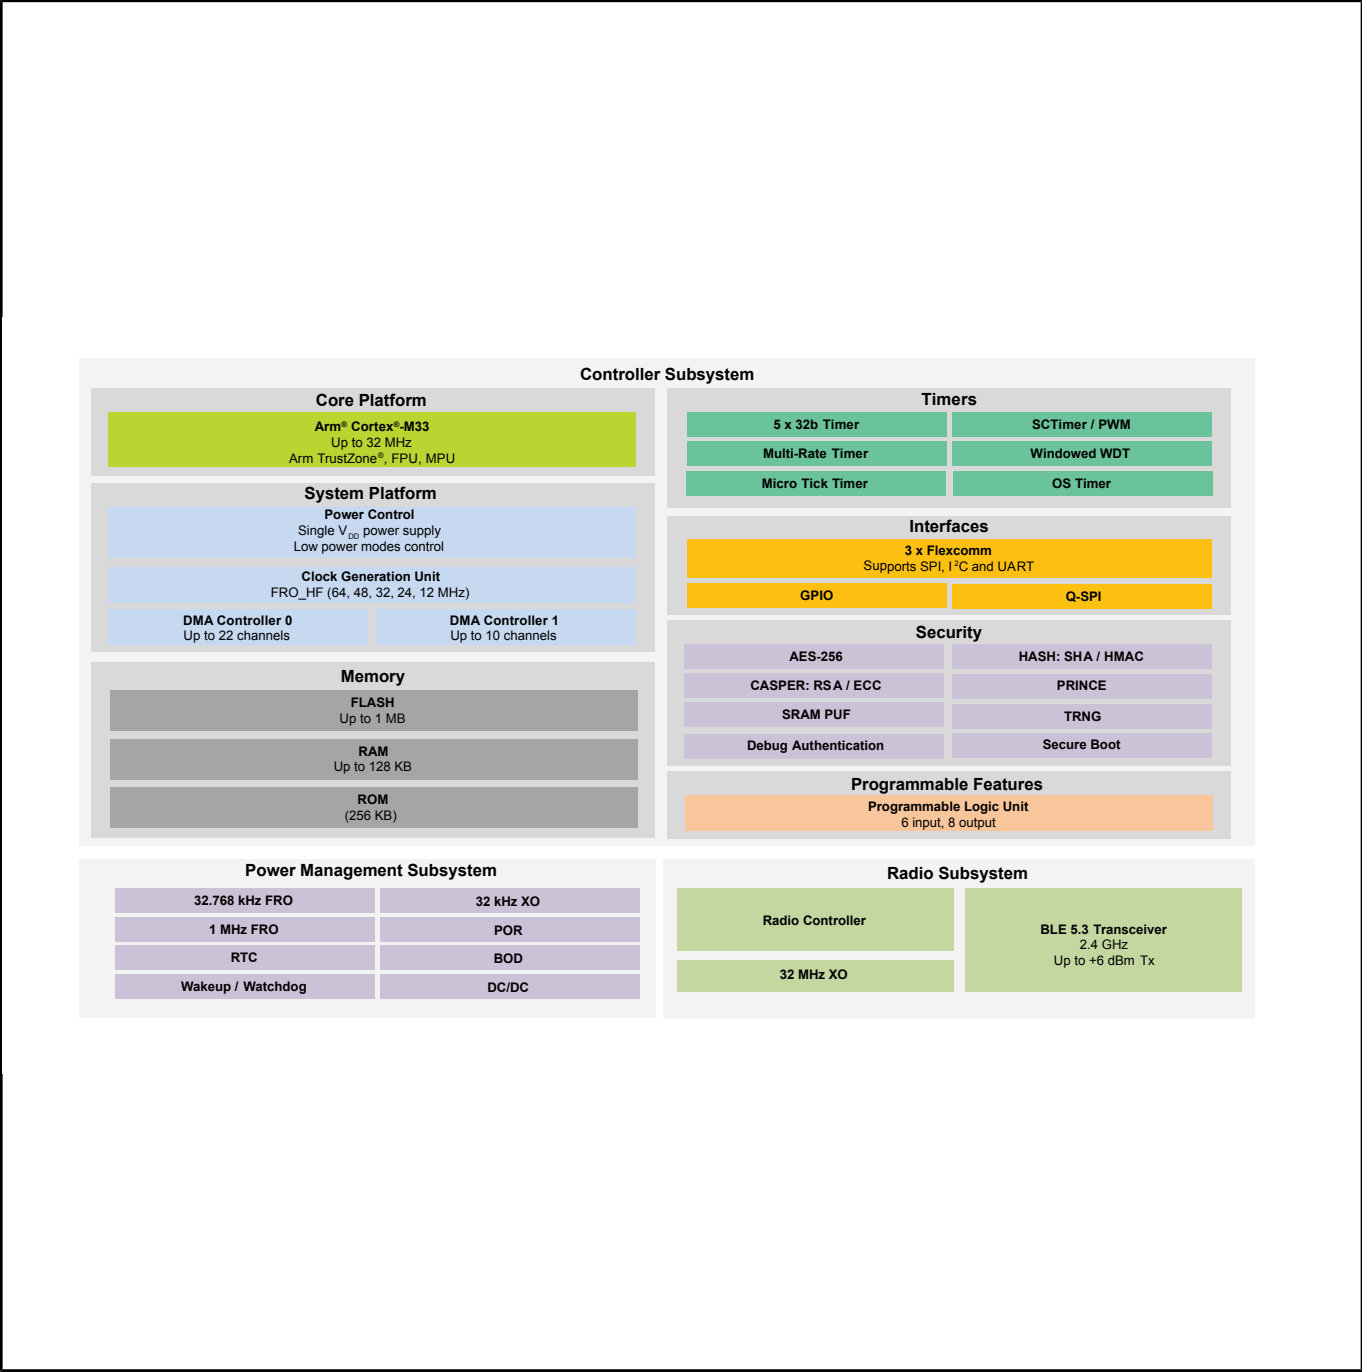 Controller Subsystem
Core Platform
Arm® Cortex®-M33
Up to 32 MHz
Arm TrustZone®, FPU, MPU
System Platform
Power Control
Single VDD power supply
Low power modes control
Clock Generation Unit
FRO_HF (64, 48, 32, 24, 12 MHz)
DMA Controller 0
Up to 22 channels
DMA Controller 1
Up to 10 channels
Memory
FLASH
Up to 1 MB
RAM
Up to 128 KB
ROM
(256 KB)
Timers
5 x 32b Timer
SCTimer / PWM
Multi-Rate Timer
Windowed WDT
Micro Tick Timer
OS Timer
Interfaces
3 x Flexcomm
Supports SPI, I²C and UART
GPIO
Q-SPI
Security
AES-256
HASH: SHA / HMAC
CASPER: RSA / ECC
PRINCE
SRAM PUF
TRNG
Debug Authentication
Secure Boot
Programmable Features
Programmable Logic Unit
6 input, 8 output
Power Management Subsystem
32.768 kHz FRO
32 kHz XO
1 MHz FRO
POR
RTC
BOD
Wakeup / Watchdog
DC/DC
Radio Subsystem
Radio Controller
32 MHz XO
BLE 5.3 Transceiver
2.4 GHz
Up to +6 dBm Tx